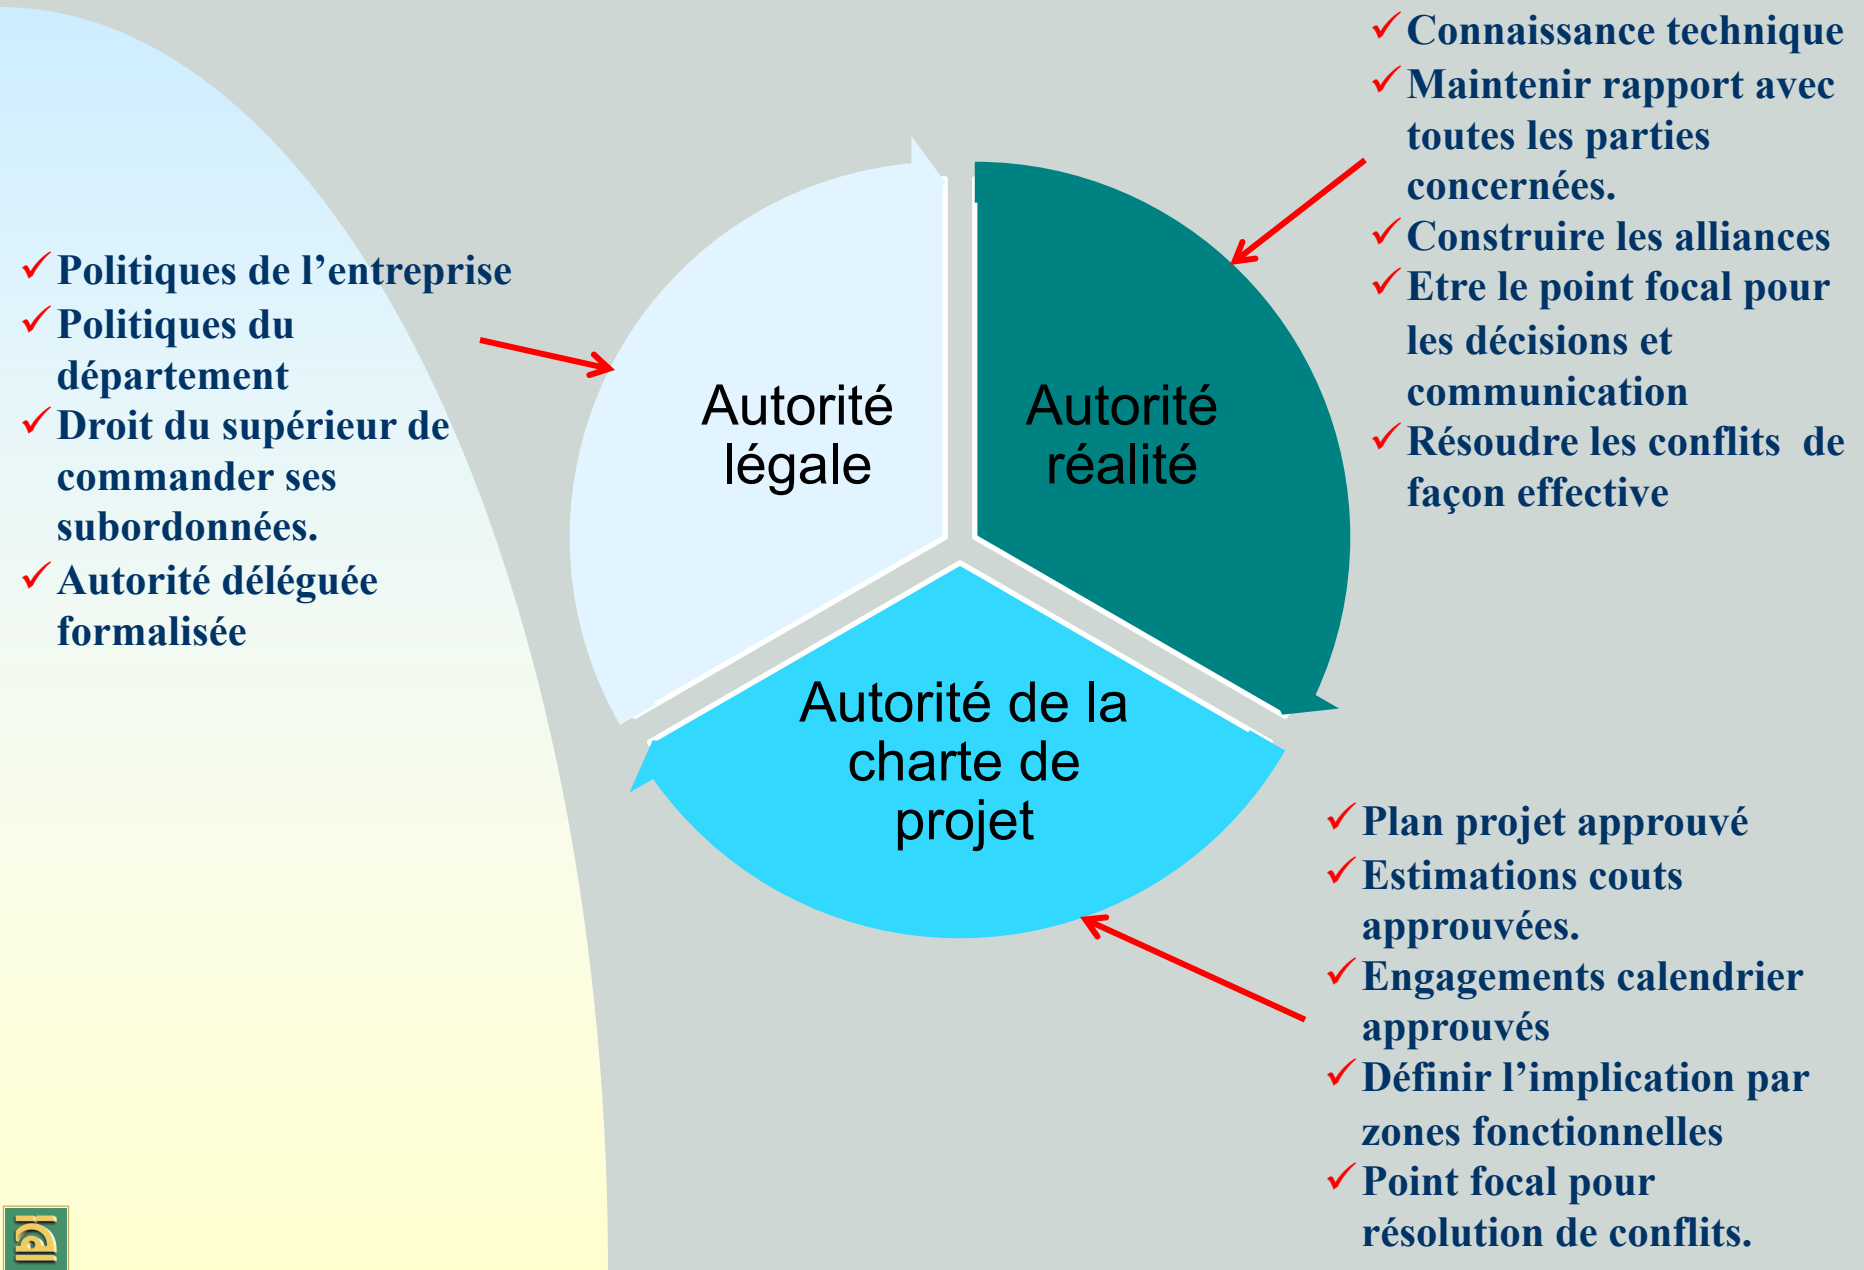 ✓ Connaissance technique
✓ Maintenir rapport avec
toutes les parties
concernées.
✓ Construire les alliances
✓ Etre le point focal pour
les décisions et
communication
✓ Résoudre les conflits  de
façon effective
✓ Politiques de l’entreprise
✓ Politiques du
département
✓ Droit du supérieur de
commander ses
subordonnées.
✓ Autorité déléguée
formalisée
Autorité
légale
Autorité
réalité
Autorité de la
charte de
projet
✓ Plan projet approuvé
✓ Estimations couts
approuvées.
✓ Engagements calendrier
approuvés
✓ Définir l’implication par
zones fonctionnelles
✓ Point focal pour
résolution de conflits.